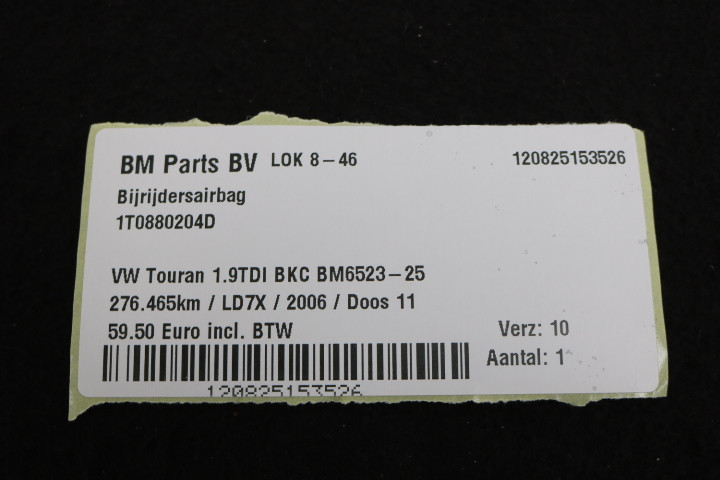 BM Parts BV LOK 8-46 120825153526
Bijrijdersairbag
1T0880204D
VW Touran 1.9TDI BKC BM6523-25
276.465km / LD7X / 2006 / Doos 11
59.50 Euro incl. BTW Verz: 10
Aantal: 1
120825153526